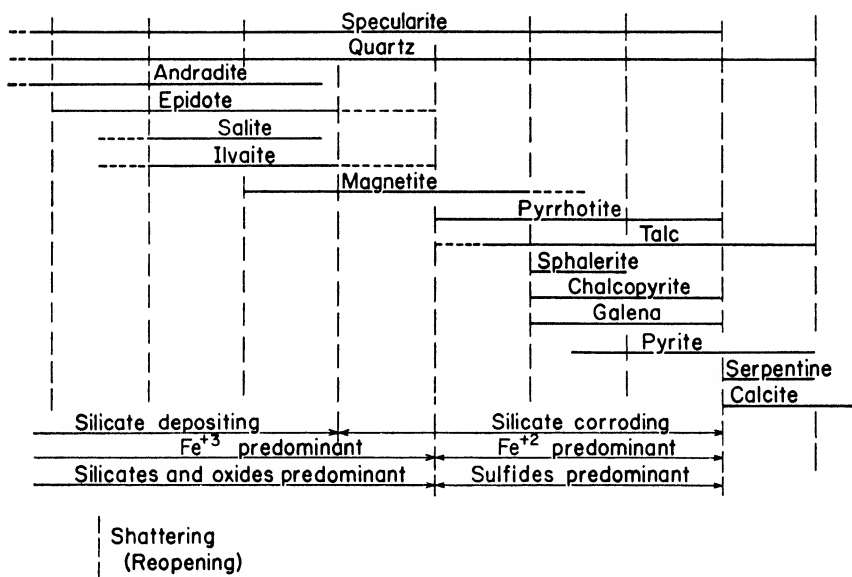 Specularite
Quartz
Andradite
Epidote
Salite
Ilvaite
Magnetite
Pyrrhotite
Talc
Sphalerite
Chalcopyrite
Galena
Pyrite
Serpentine
Calcite
Silicate depositing Silicate corroding
Fe+3 predominant Fe+2 predominant
Silicates and oxides predominant Sulfides predominant
Shattering
(Reopening)